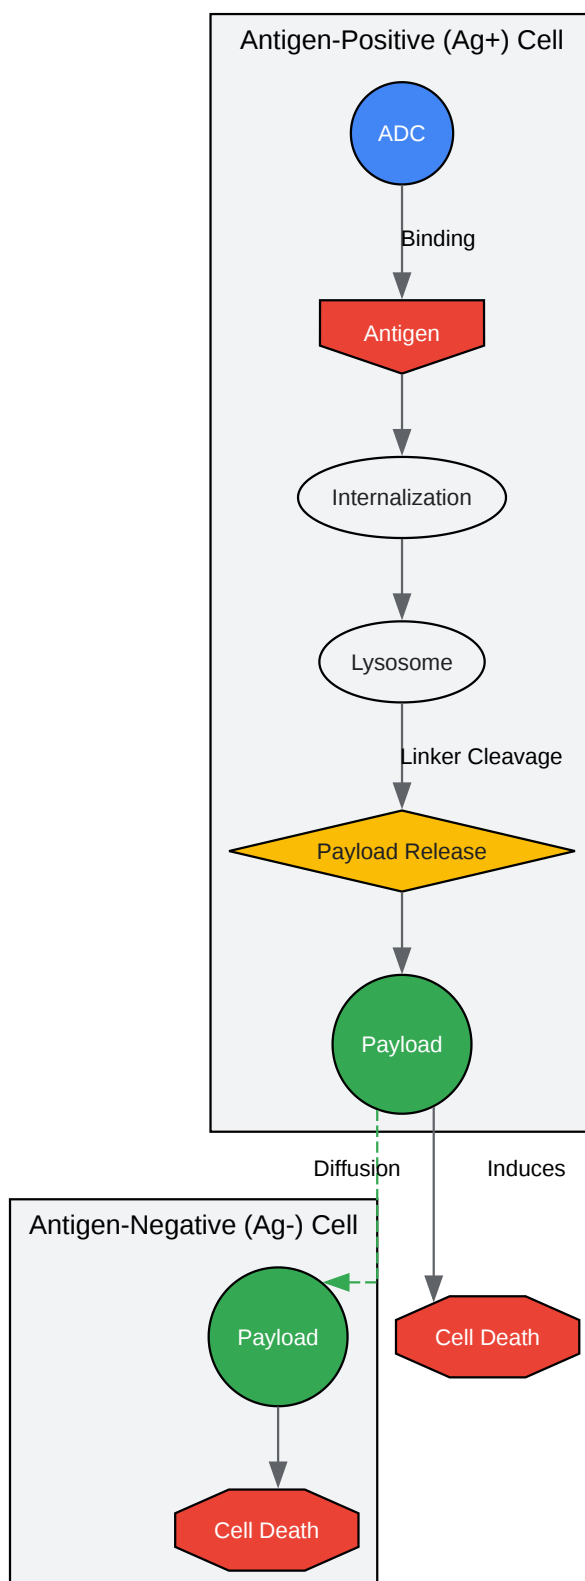 Antigen-Positive (Ag+) Cell
ADC
Binding
Antigen
Internalization
Lysosome
Linker Cleavage
Payload Release
Payload
Diffusion
Induces
Antigen-Negative (Ag-) Cell
Payload
Cell Death
Cell Death